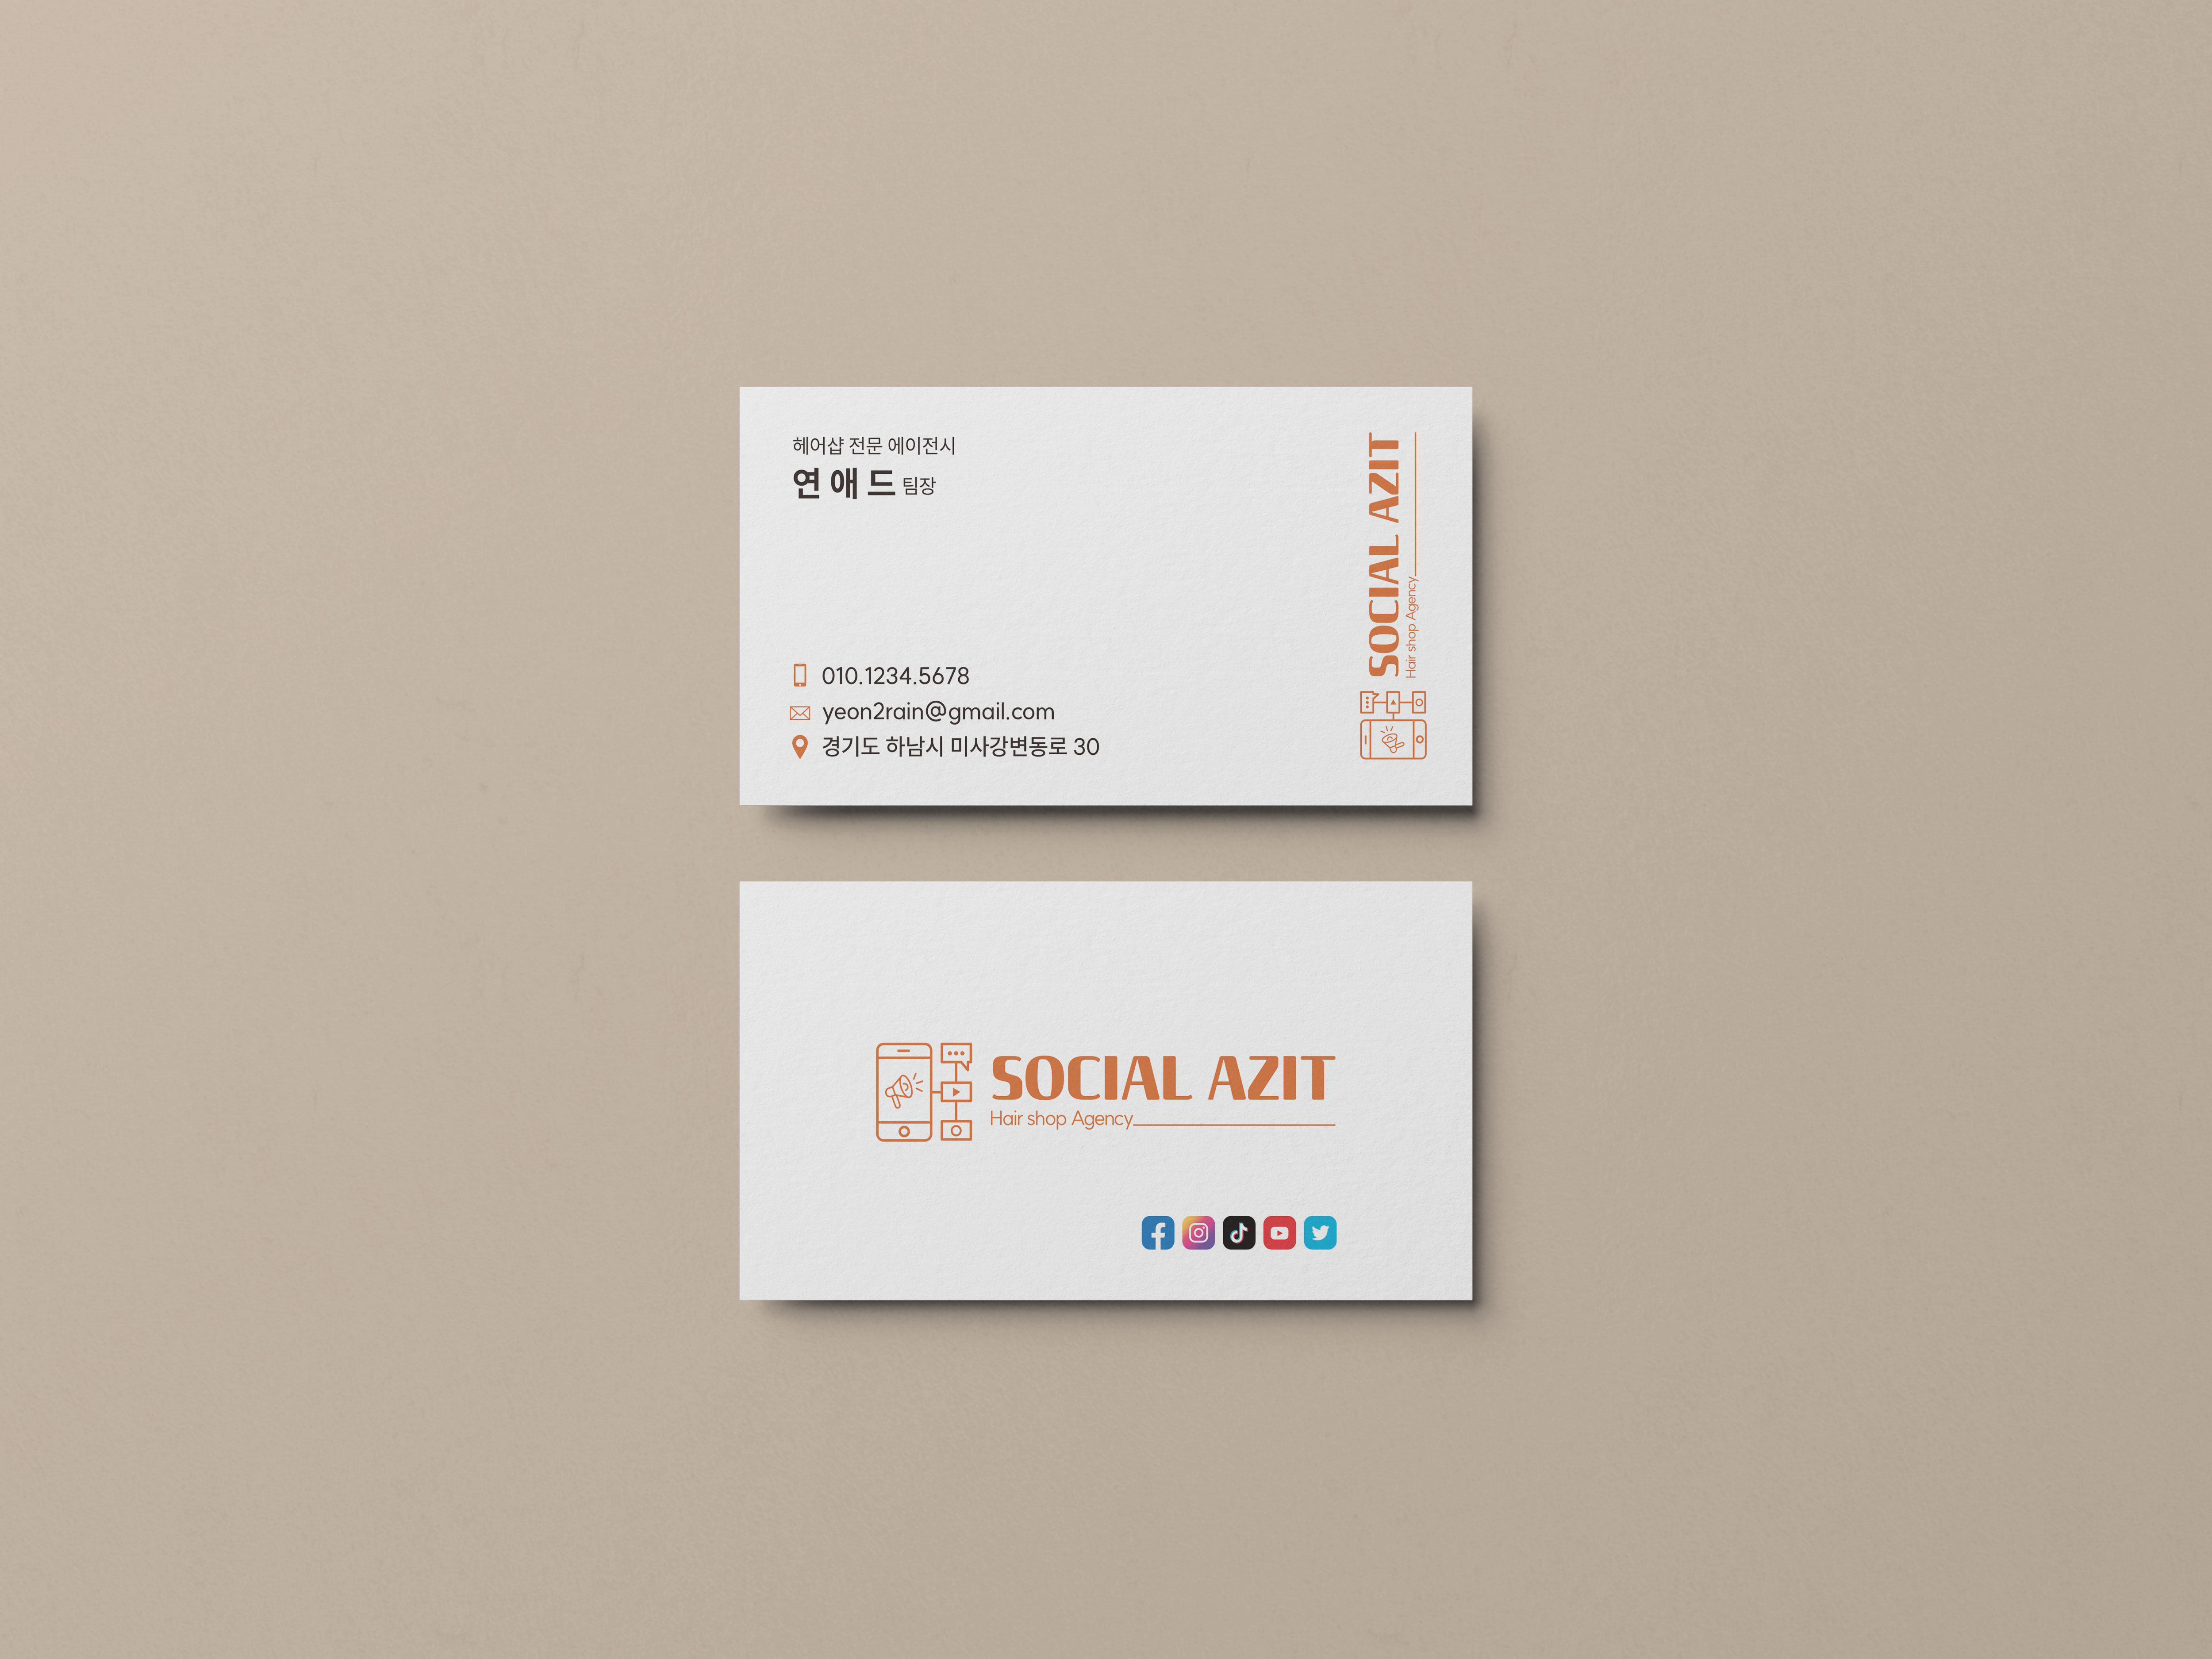 헤어샵 전문 에이전시
연애드 팀장
010.1234.5678
yeon2rain@gmail.com
경기도 하남시 미사강변동로 30
SOCIAL AZIT
Hair shop Agency
SOCIAL AZIT
Hair shop Agency